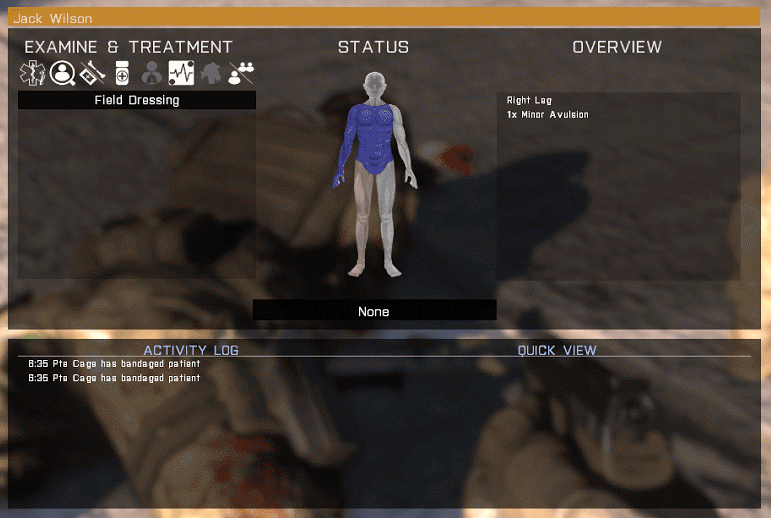 Jack Wilson
EXAMINE & TREATMENT
STATUS
OVERVIEW
Field Dressing
Right Leg
1x Minor Avulsion
None
ACTIVITY LOG
QUICK VIEW
8:35 Pte Cage has bandaged patient
8:35 Pte Cage has bandaged patient